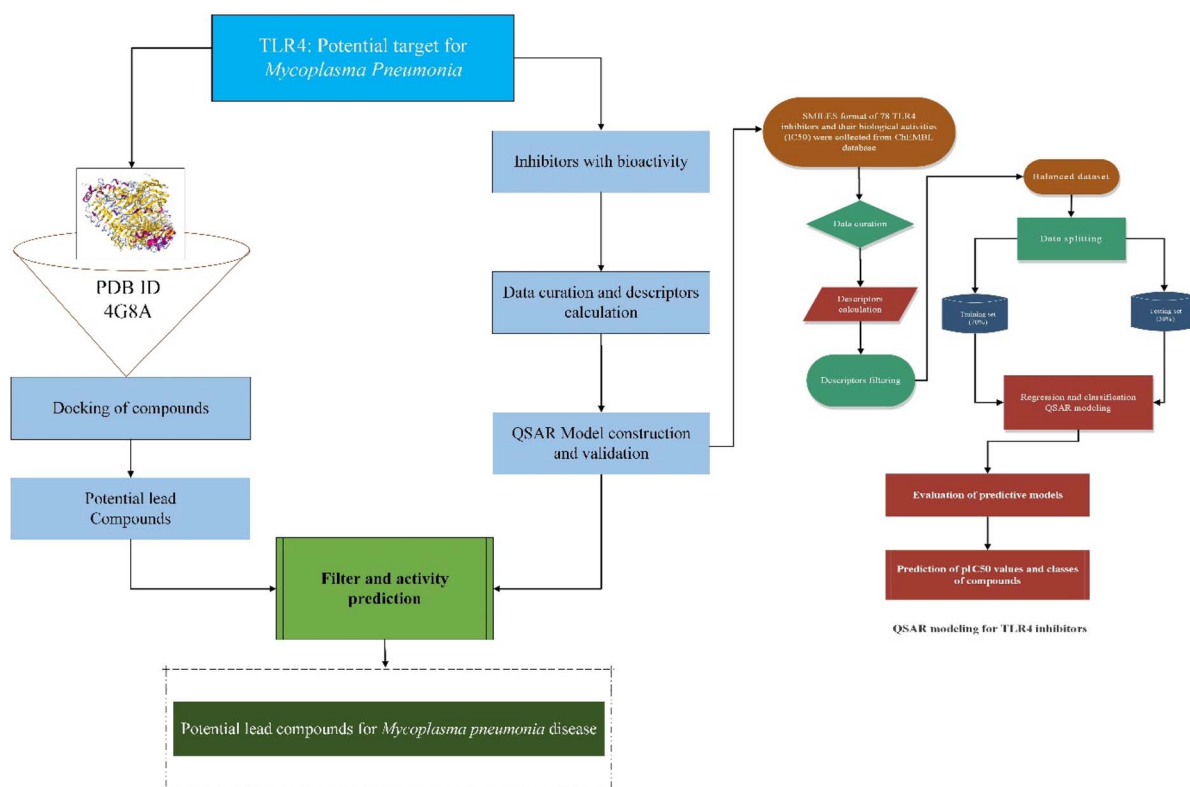 TLR4: Potential target for
Mycoplasma Pneumonia
PDB ID
4G8A
Docking of compounds
Potential lead
Compounds
Inhibitors with bioactivity
Data curation and descriptors
calculation
QSAR Model construction
and validation
Filter and activity
prediction
Potential lead compounds for Mycoplasma pneumonia disease
SMILES format of 78 TLR4
inhibitors and their biological activities
(IC50) were collected from ChEMBL
database
Data curation
Descriptors
calculation
Descriptors filtering
Balanced dataset
Data splitting
Training set
(70%)
Testing set
(30%)
Regression and classification
QSAR modeling
Evaluation of predictive models
Prediction of pIC50 values and classes
of compounds
QSAR modeling for TLR4 inhibitors